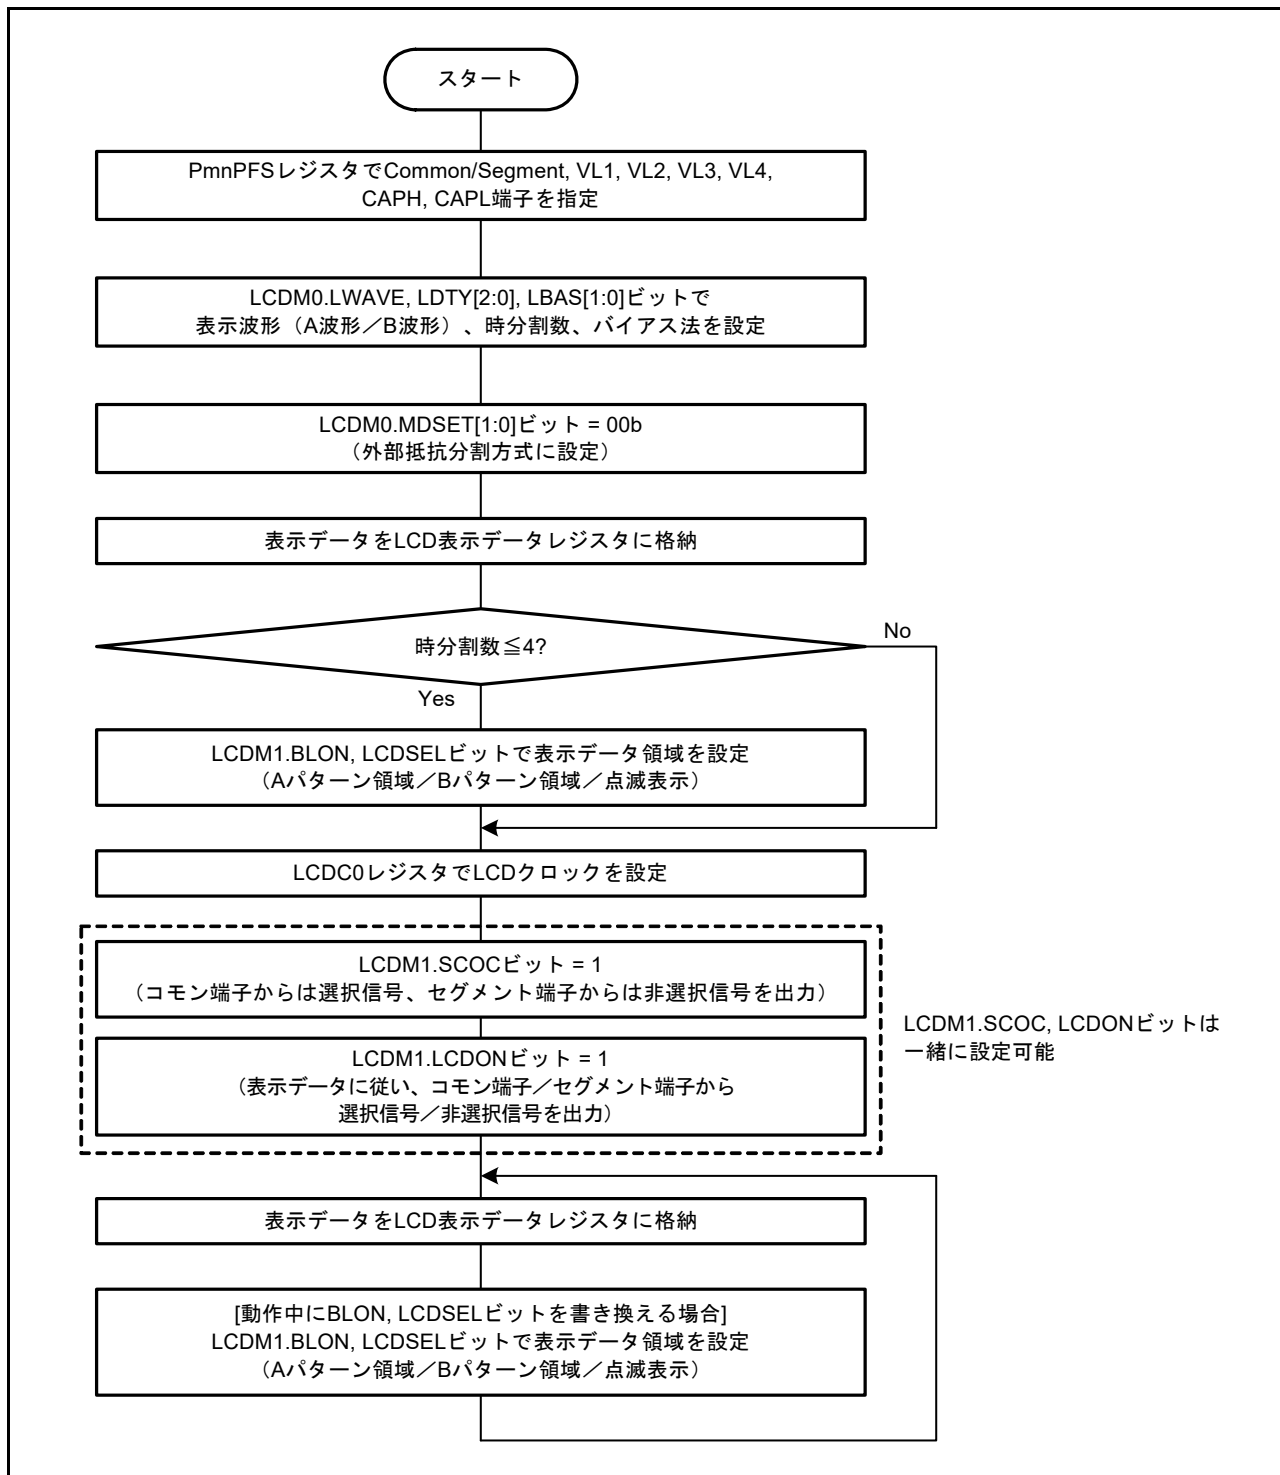 スタート
PmnPFSレジスタでCommon/Segment, VL1, VL2, VL3, VL4,
CAPH, CAPL端子を指定
LCDM0.LWAVE, LDTY[2:0], LBAS[1:0]ビットで
表示波形（A波形／B波形）、時分割数、バイアス法を設定
LCDM0.MDSET[1:0]ビット = 00b
（外部抵抗分割方式に設定）
表示データをLCD表示データレジスタに格納
時分割数≦4?
No
Yes
LCDM1.BLON, LCDSELビットで表示データ領域を設定
（Aパターン領域／Bパターン領域／点滅表示）
LCDC0レジスタでLCDクロックを設定
LCDM1.SCOCビット = 1
（コモン端子からは選択信号、セグメント端子からは非選択信号を出力）
LCDM1.SCOC, LCDONビットは
一緒に設定可能
LCDM1.LCDONビット = 1
（表示データに従い、コモン端子／セグメント端子から
選択信号／非選択信号を出力）
表示データをLCD表示データレジスタに格納
[動作中にBLON, LCDSELビットを書き換える場合]
LCDM1.BLON, LCDSELビットで表示データ領域を設定
（Aパターン領域／Bパターン領域／点滅表示）